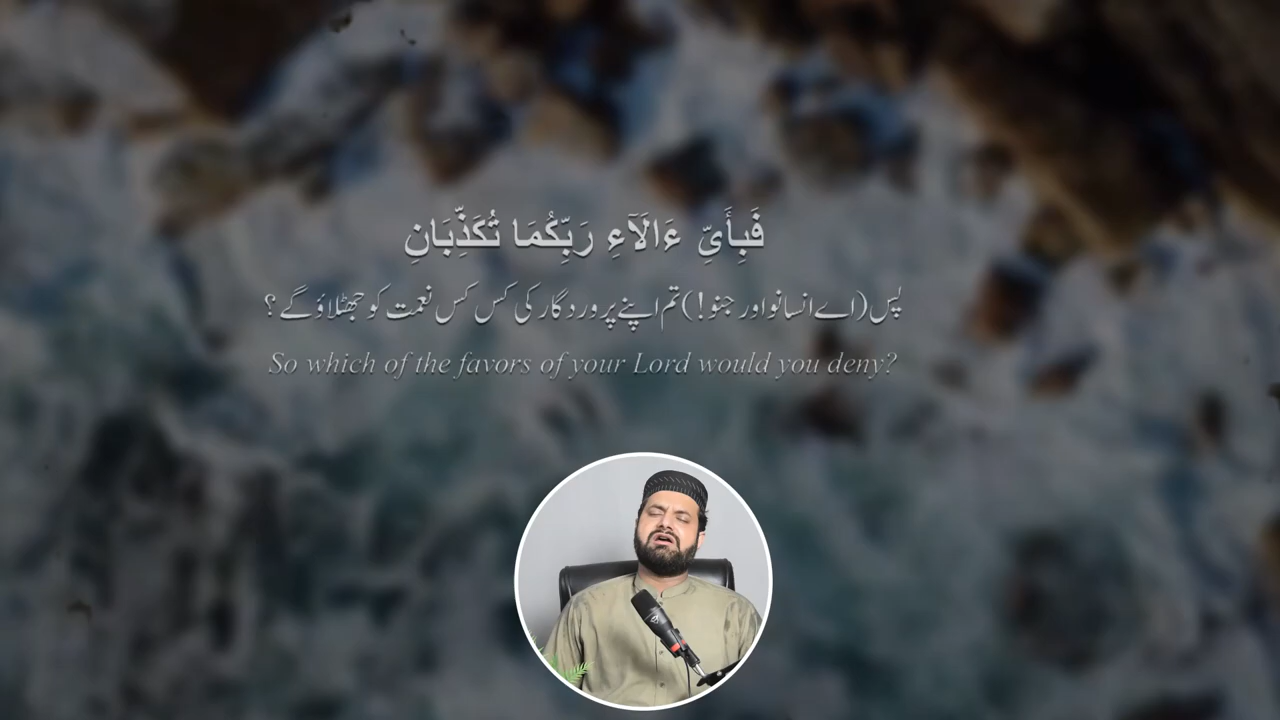 فَبِأَىِّ ءَالَآءِ رَبِّكُمَا تُكَذِّبَانِ
پس (اے انسانو اور جنو!) تم اپنے پروردگار کی کس کس نعمت کو جھٹلاؤ گے؟
So which of the favors of your Lord would you deny?